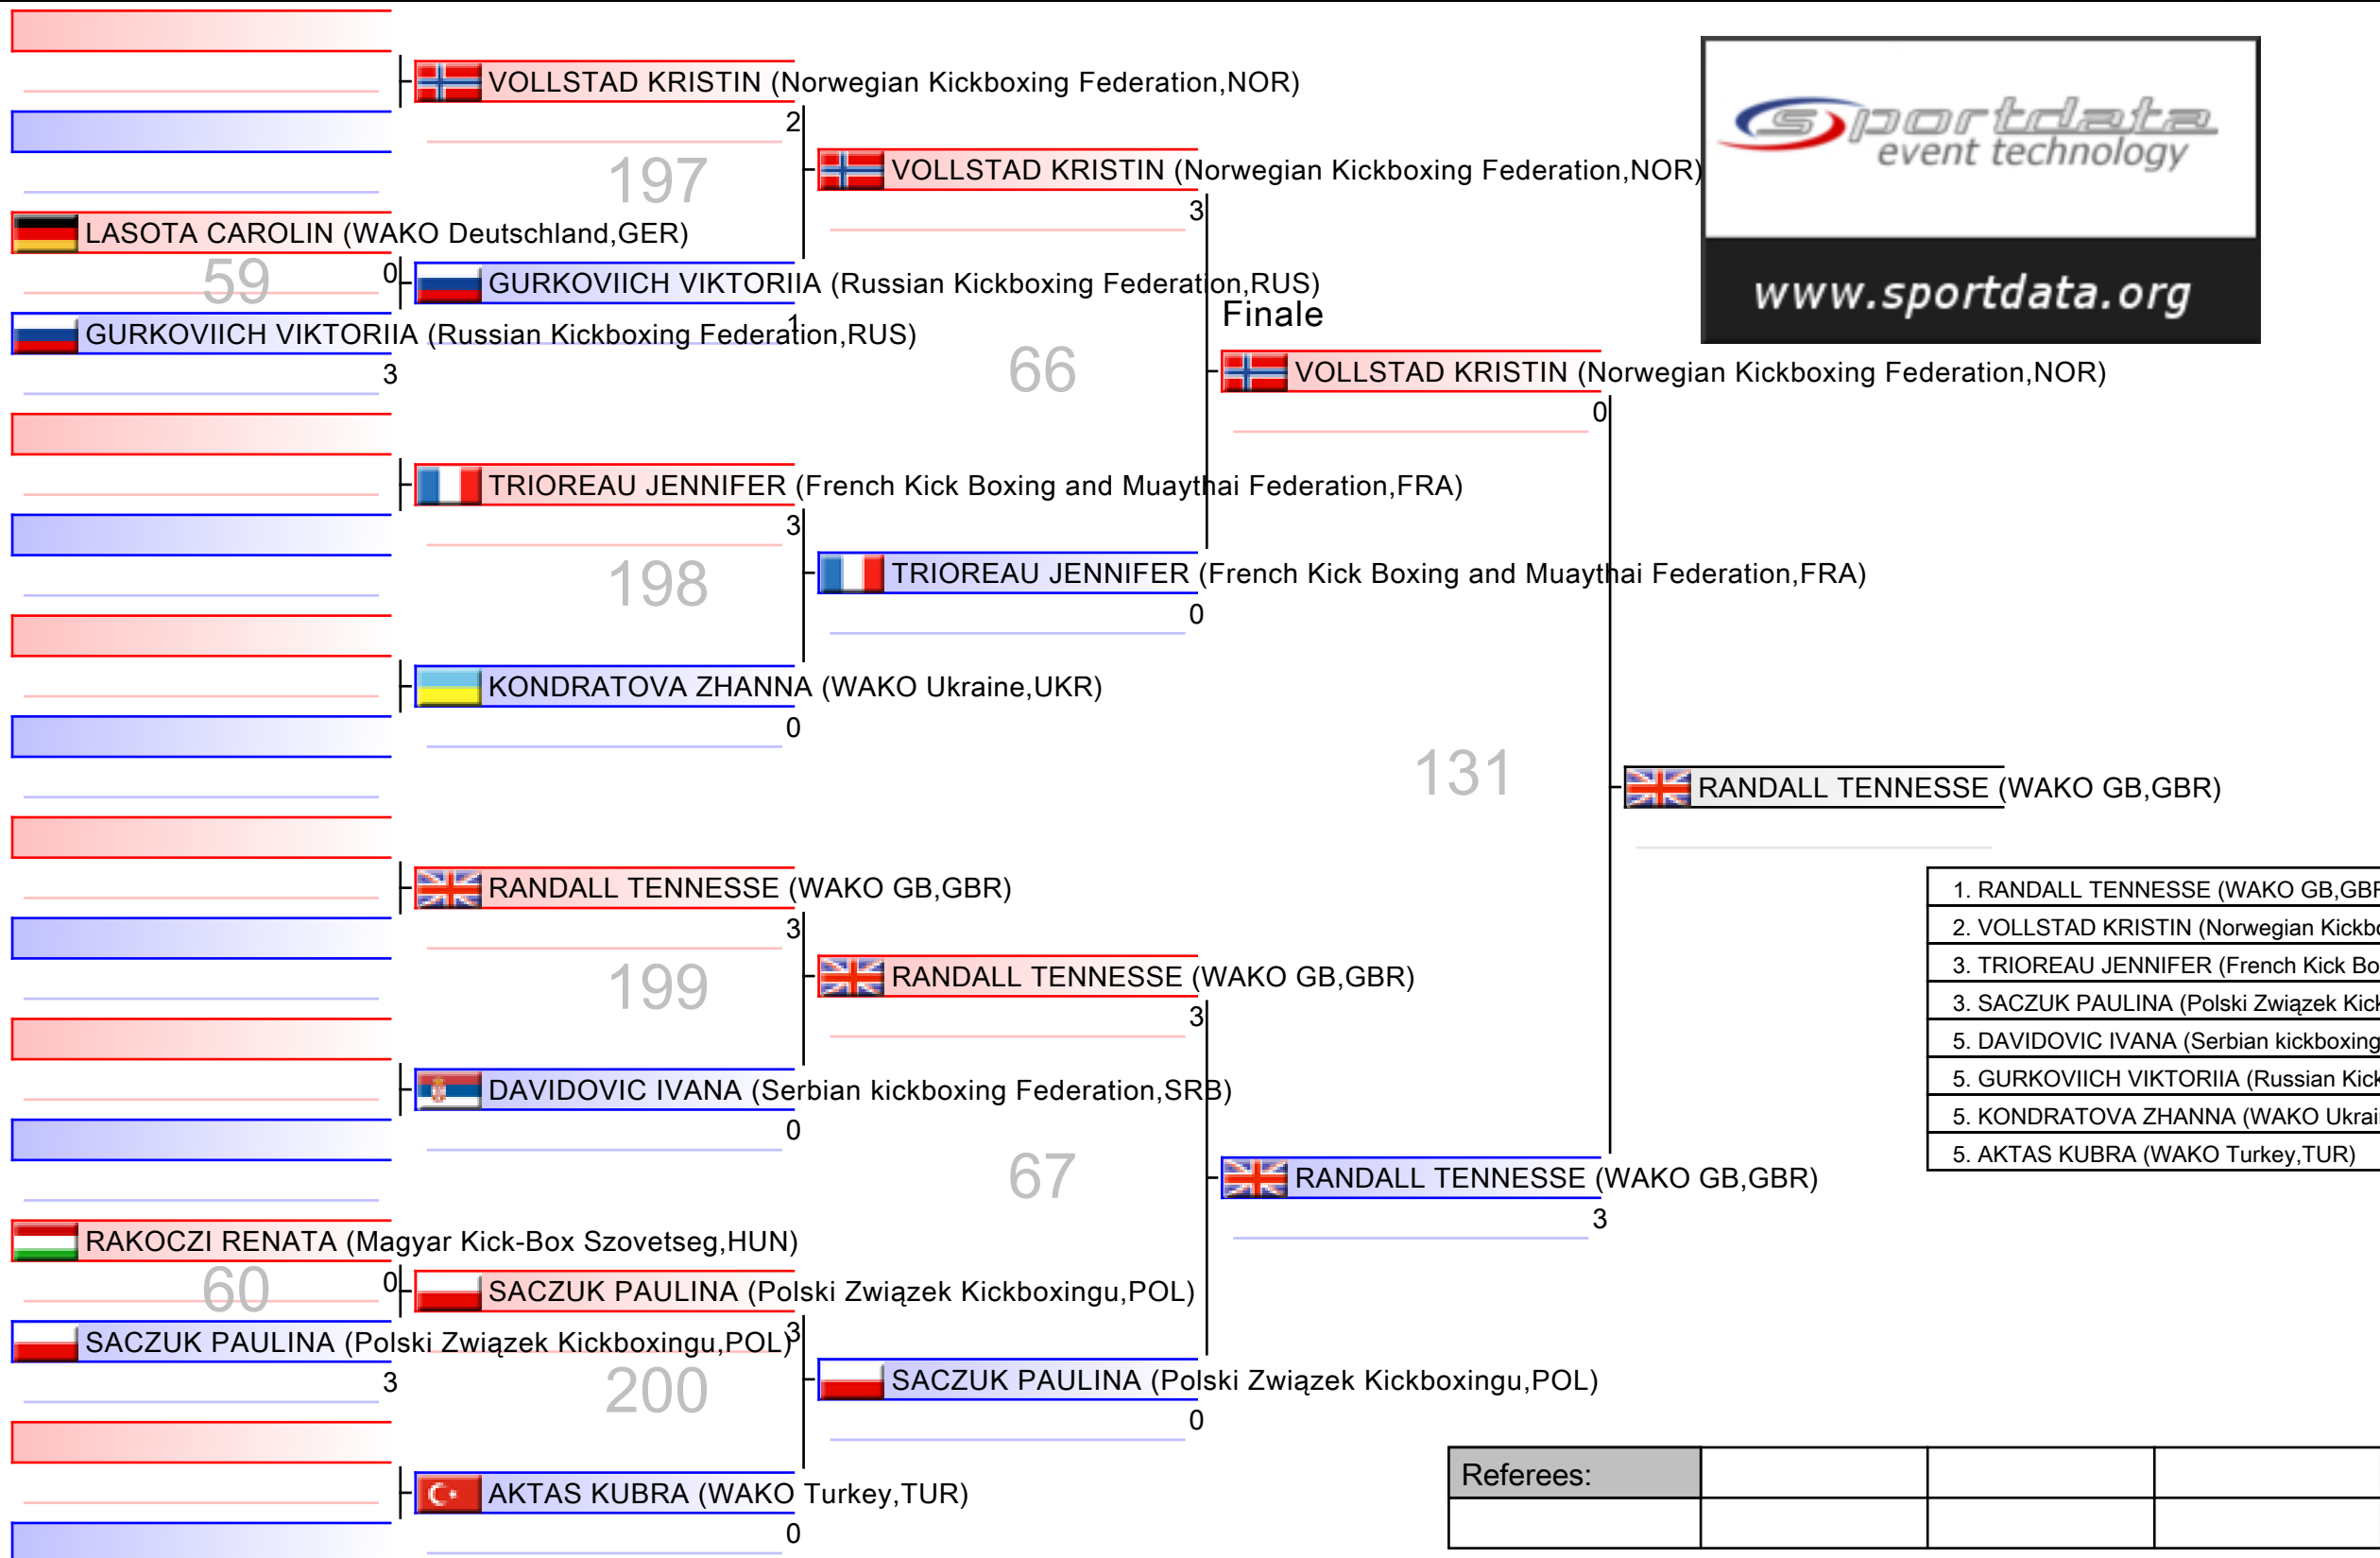 VOLLSTAD KRISTIN (Norwegian Kickboxing Federation,NOR)
2
197
VOLLSTAD KRISTIN (Norwegian Kickboxing Federation,NOR)
3
sportdata
event technology
www.sportdata.org
LASOTA CAROLIN (WAKO Deutschland,GER)
59
0
GURKOVIICH VIKTORIIA (Russian Kickboxing Federation,RUS)
1
GURKOVIICH VIKTORIIA (Russian Kickboxing Federation,RUS)
3
66
Finale
VOLLSTAD KRISTIN (Norwegian Kickboxing Federation,NOR)
0
TRIOREAU JENNIFER (French Kick Boxing and Muaythai Federation,FRA)
3
198
TRIOREAU JENNIFER (French Kick Boxing and Muaythai Federation,FRA)
0
KONDRATOVA ZHANNA (WAKO Ukraine,UKR)
0
131
RANDALL TENNESSE (WAKO GB,GBR)
RANDALL TENNESSE (WAKO GB,GBR)
3
199
RANDALL TENNESSE (WAKO GB,GBR)
3
DAVIDOVIC IVANA (Serbian kickboxing Federation,SRB)
0
67
RANDALL TENNESSE (WAKO GB,GBR)
3
RAKOCZI RENATA (Magyar Kick-Box Szovetseg,HUN)
60
0
SACZUK PAULINA (Polski Związek Kickboxingu,POL)
3
SACZUK PAULINA (Polski Związek Kickboxingu,POL)
3
200
SACZUK PAULINA (Polski Związek Kickboxingu,POL)
0
AKTAS KUBRA (WAKO Turkey,TUR)
0
1. RANDALL TENNESSE (WAKO GB,GBR
2. VOLLSTAD KRISTIN (Norwegian Kickbo
3. TRIOREAU JENNIFER (French Kick Bo
3. SACZUK PAULINA (Polski Związek Kick
5. DAVIDOVIC IVANA (Serbian kickboxing
5. GURKOVIICH VIKTORIIA (Russian Kick
5. KONDRATOVA ZHANNA (WAKO Ukrai
5. AKTAS KUBRA (WAKO Turkey,TUR)
Referees: